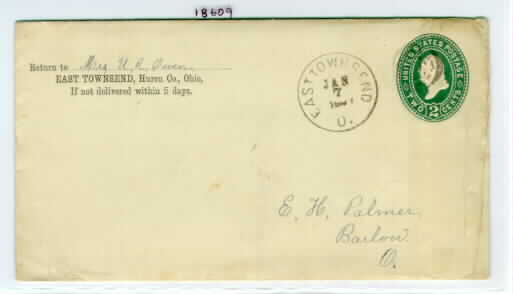 18609
Return to Mrs. U. C. Owen
EAST TOWNSEND, Huron Co., Ohio,
If not delivered within 5 days.
EAST TOWNSEND
JAN
7
O.
UNITED STATES POSTAGE
TWO 2 CENTS
E. H. Palmer,
Barlow.
O.